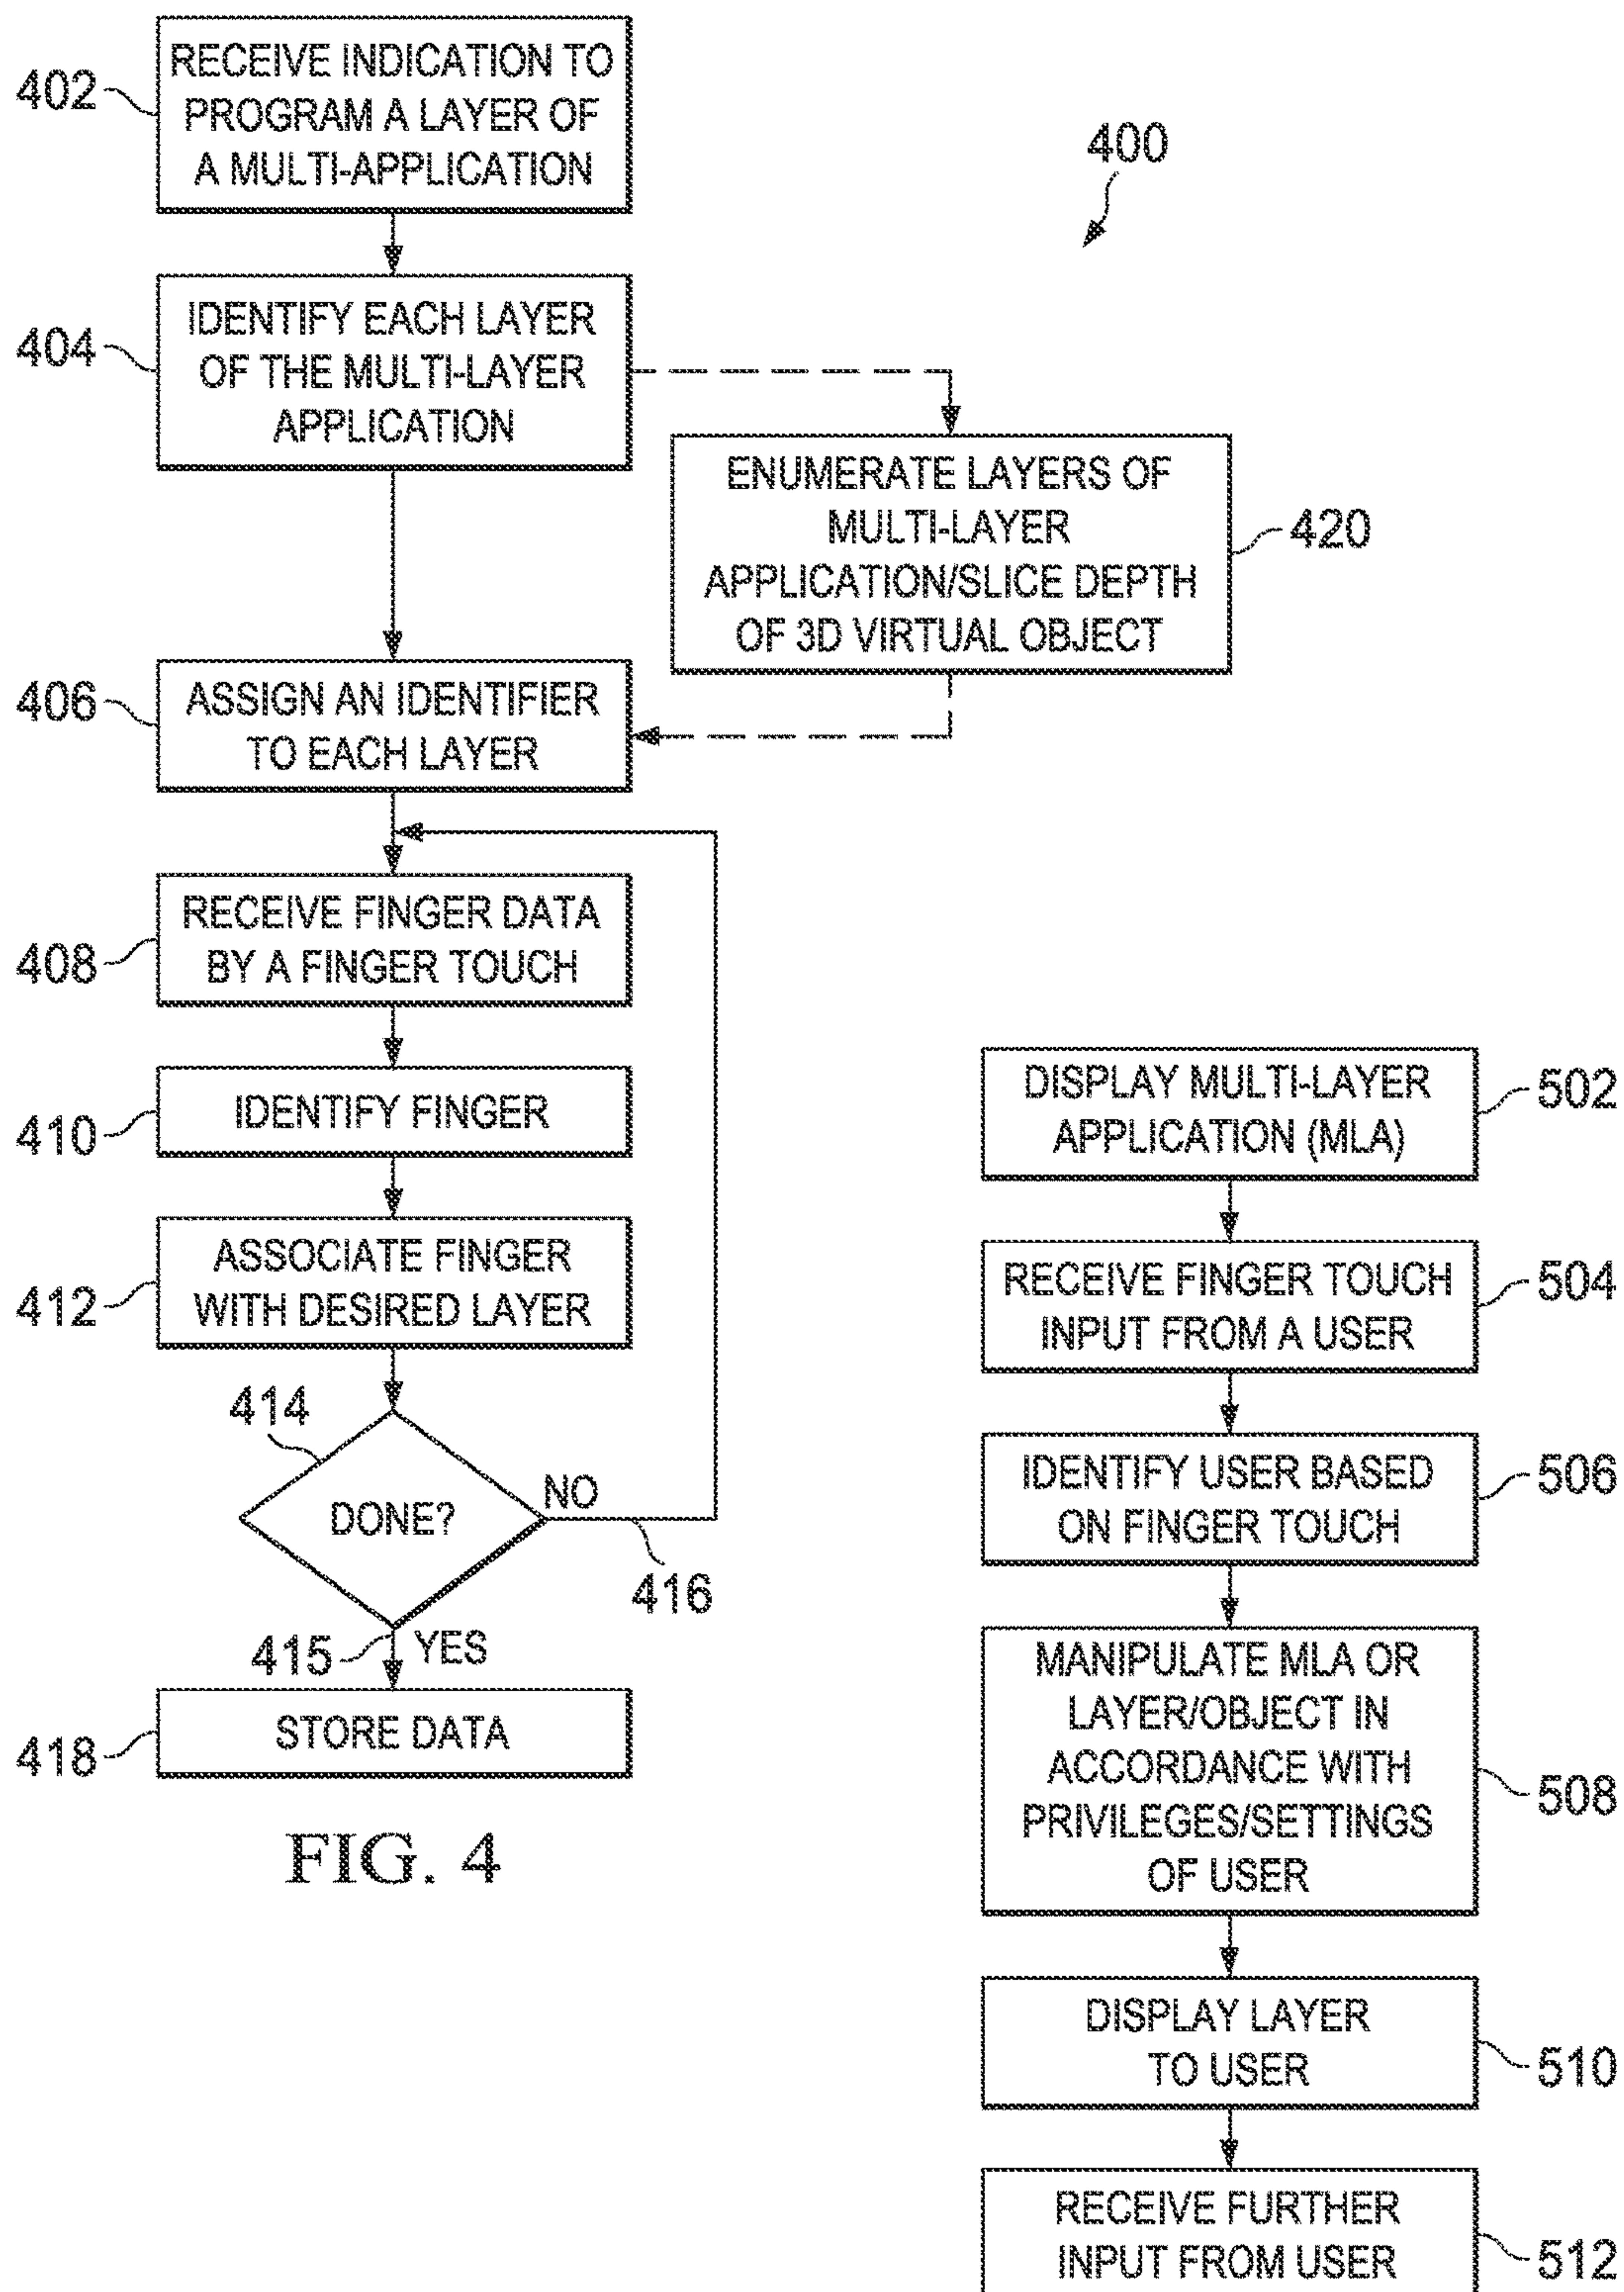 402
RECEIVE INDICATION TO
PROGRAM A LAYER OF
A MULTI-APPLICATION
400
404
IDENTIFY EACH LAYER
OF THE MULTI-LAYER
APPLICATION
ENUMERATE LAYERS OF
MULTI-LAYER
APPLICATION/SLICE DEPTH
OF 3D VIRTUAL OBJECT
420
406
ASSIGN AN IDENTIFIER
TO EACH LAYER
408
RECEIVE FINGER DATA
BY A FINGER TOUCH
410
IDENTIFY FINGER
412
ASSOCIATE FINGER
WITH DESIRED LAYER
414
DONE?
NO
416
415
YES
418
STORE DATA
FIG. 4
DISPLAY MULTI-LAYER
APPLICATION (MLA)
502
RECEIVE FINGER TOUCH
INPUT FROM A USER
504
IDENTIFY USER BASED
ON FINGER TOUCH
506
MANIPULATE MLA OR
LAYER/OBJECT IN
ACCORDANCE WITH
PRIVILEGES/SETTINGS
OF USER
508
DISPLAY LAYER
TO USER
510
RECEIVE FURTHER
INPUT FROM USER
512